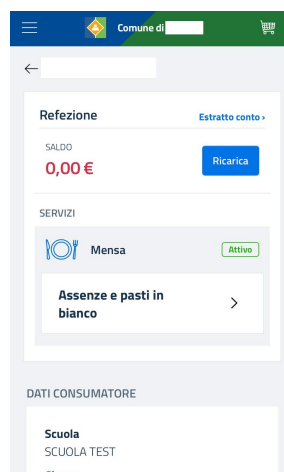 Comune di
Refezione
Estratto conto ›
SALDO
0,00 €
Ricarica
SERVIZI
Mensa
Attivo
Assenze e pasti in
bianco
DATI CONSUMATORE
Scuola
SCUOLA TEST